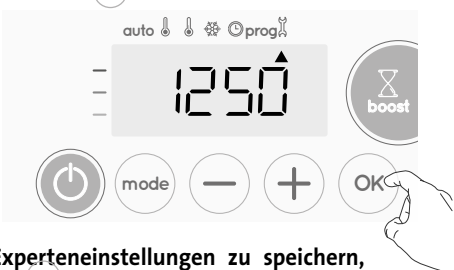 auto prog
1250
boost
mode OK
Experteneinstellungen zu speichern,